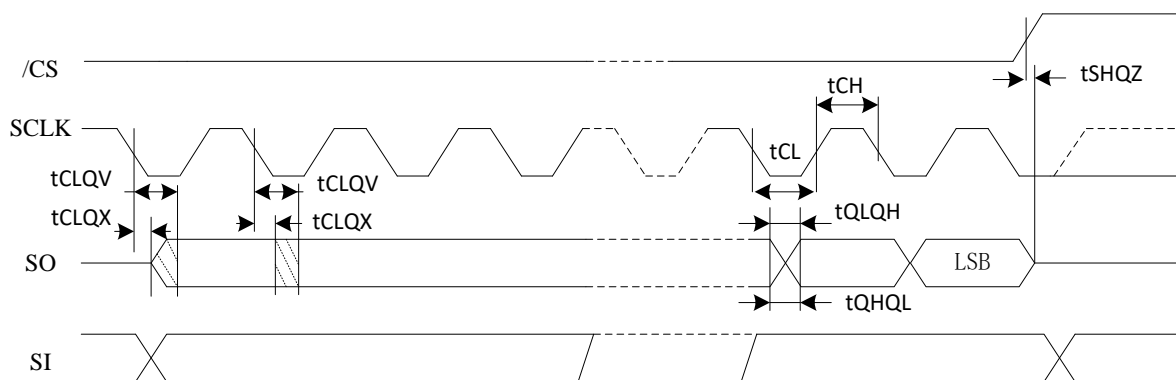 /CS
tSHQZ
tCH
SCLK
tCL
tCLQV
tCLQV
tCLQX
tCLQX
tQLQH
SO
LSB
tQHQL
SI